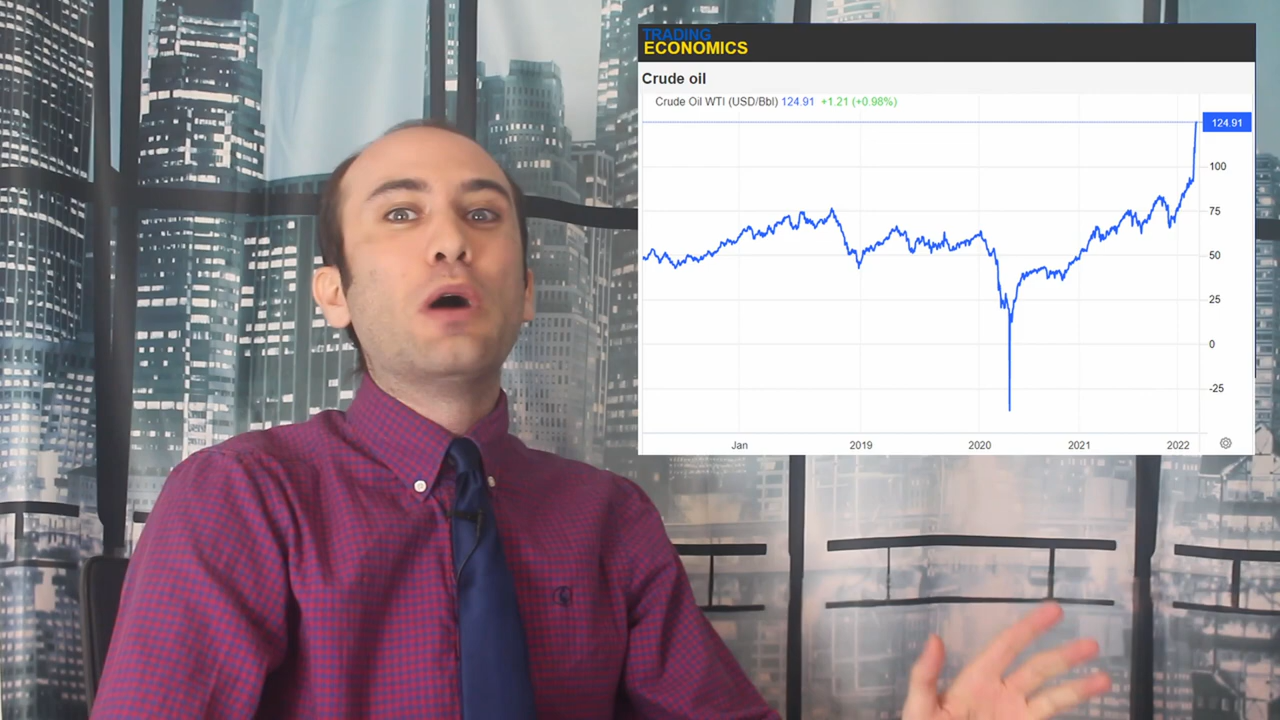 TRADING
ECONOMICS
Crude oil
Crude Oil WTI (USD/Bbl) 124.91 +1.21 (+0.98%)
124.91
100
75
50
25
0
-25
Jan 2019 2020 2021 2022